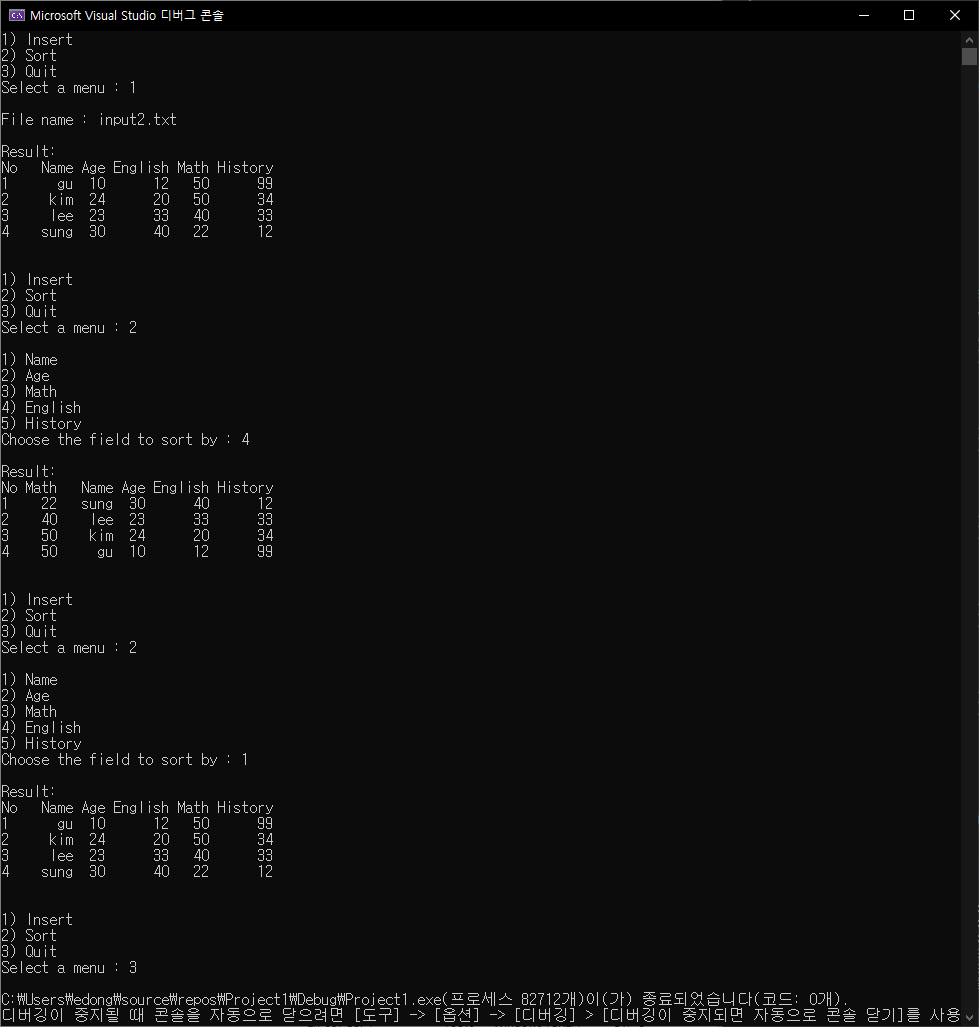 Microsoft Visual Studio 디버그 콘솔
1) Insert
2) Sort
3) Quit
Select a menu : 1
File name : input2.txt
Result:
No   Name Age English Math History
1      gu  10      12   50      99
2     kim  24      20   50      34
3     lee  23      33   40      33
4    sung  30      40   22      12
1) Insert
2) Sort
3) Quit
Select a menu : 2
1) Name
2) Age
3) Math
4) English
5) History
Choose the field to sort by : 4
Result:
No Math   Name Age English History
1    22   sung  30      40      12
2    40    lee  23      33      33
3    50    kim  24      20      34
4    50     gu  10      12      99
1) Insert
2) Sort
3) Quit
Select a menu : 2
1) Name
2) Age
3) Math
4) English
5) History
Choose the field to sort by : 1
Result:
No   Name Age English Math History
1      gu  10      12   50      99
2     kim  24      20   50      34
3     lee  23      33   40      33
4    sung  30      40   22      12
1) Insert
2) Sort
3) Quit
Select a menu : 3
C:₩Users₩edong₩source₩repos₩Project1₩Debug₩Project1.exe(프로세스 82712개)이(가) 종료되었습니다(코드: 0개).
디버깅이 중지될 때 콘솔을 자동으로 닫으려면 [도구] -> [옵션] -> [디버깅] > [디버깅이 중지되면 자동으로 콘솔 닫기]를 사용